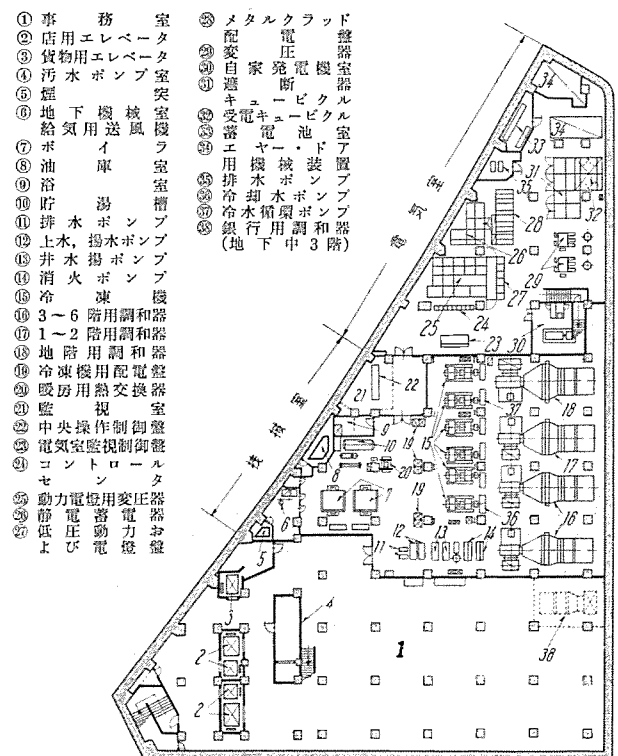 ① 事務室
② 店用エレベータ
③ 貨物用エレベータ
④ 汚水ポンプ室
⑤ 煙突
⑥ 地下機械室
給気用送風機
⑦ ボイラ
⑧ 油庫室
⑨ 浴室
⑩ 貯湯槽
⑪ 排水ポンプ
⑫ 上水,揚水ポンプ
⑬ 井水揚ポンプ
⑭ 消火ポンプ
⑮ 冷凍機
⑯ 3～6階用調和器
⑰ 1～2階用調和器
⑱ 地階用調和器
⑲ 冷凍機用配電盤
⑳ 暖房用熱交換器
㉑ 監視室
㉒ 中央操作制御盤
㉓ 電気室監視制御盤
㉔ コントロール
センタ
㉕ 動力電燈用変圧器
㉖ 静電蓄電器
㉗ 低圧動力お
よび電燈盤
㉘ メタルクラッド
配電盤
㉙ 変圧器
㉚ 自家発電機室
㉛ 遮断器
キュービクル
㉜ 受電キュービクル
㉝ 蓄電池室
㉞ エヤー・ドア
用機械装置
㉟ 排水ポンプ
㊱ 冷却水ポンプ
㊲ 冷水循環ポンプ
㊳ 銀行用調和器
(地下中3階)
電気室
機械室
34
34
33
31
35
32
28
26
29
27
25
24
23
30
21
22
9
10
8
19
20
15
37
18
17
19
7
6
36
16
5
11
12
13
14
3
4
2
2
1
38